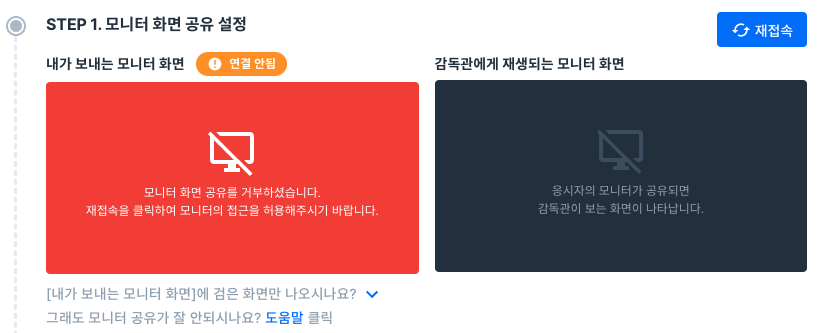 STEP 1. 모니터 화면 공유 설정
재접속
내가 보내는 모니터 화면
연결 안됨
감독관에게 재생되는 모니터 화면
모니터 화면 공유를 거부하셨습니다.
재접속을 클릭하여 모니터의 접근을 허용해주시기 바랍니다.
응시자의 모니터가 공유되면
감독관이 보는 화면이 나타납니다.
[내가 보내는 모니터 화면]에 검은 화면만 나오시나요?
그래도 모니터 공유가 잘 안되시나요? 도움말 클릭